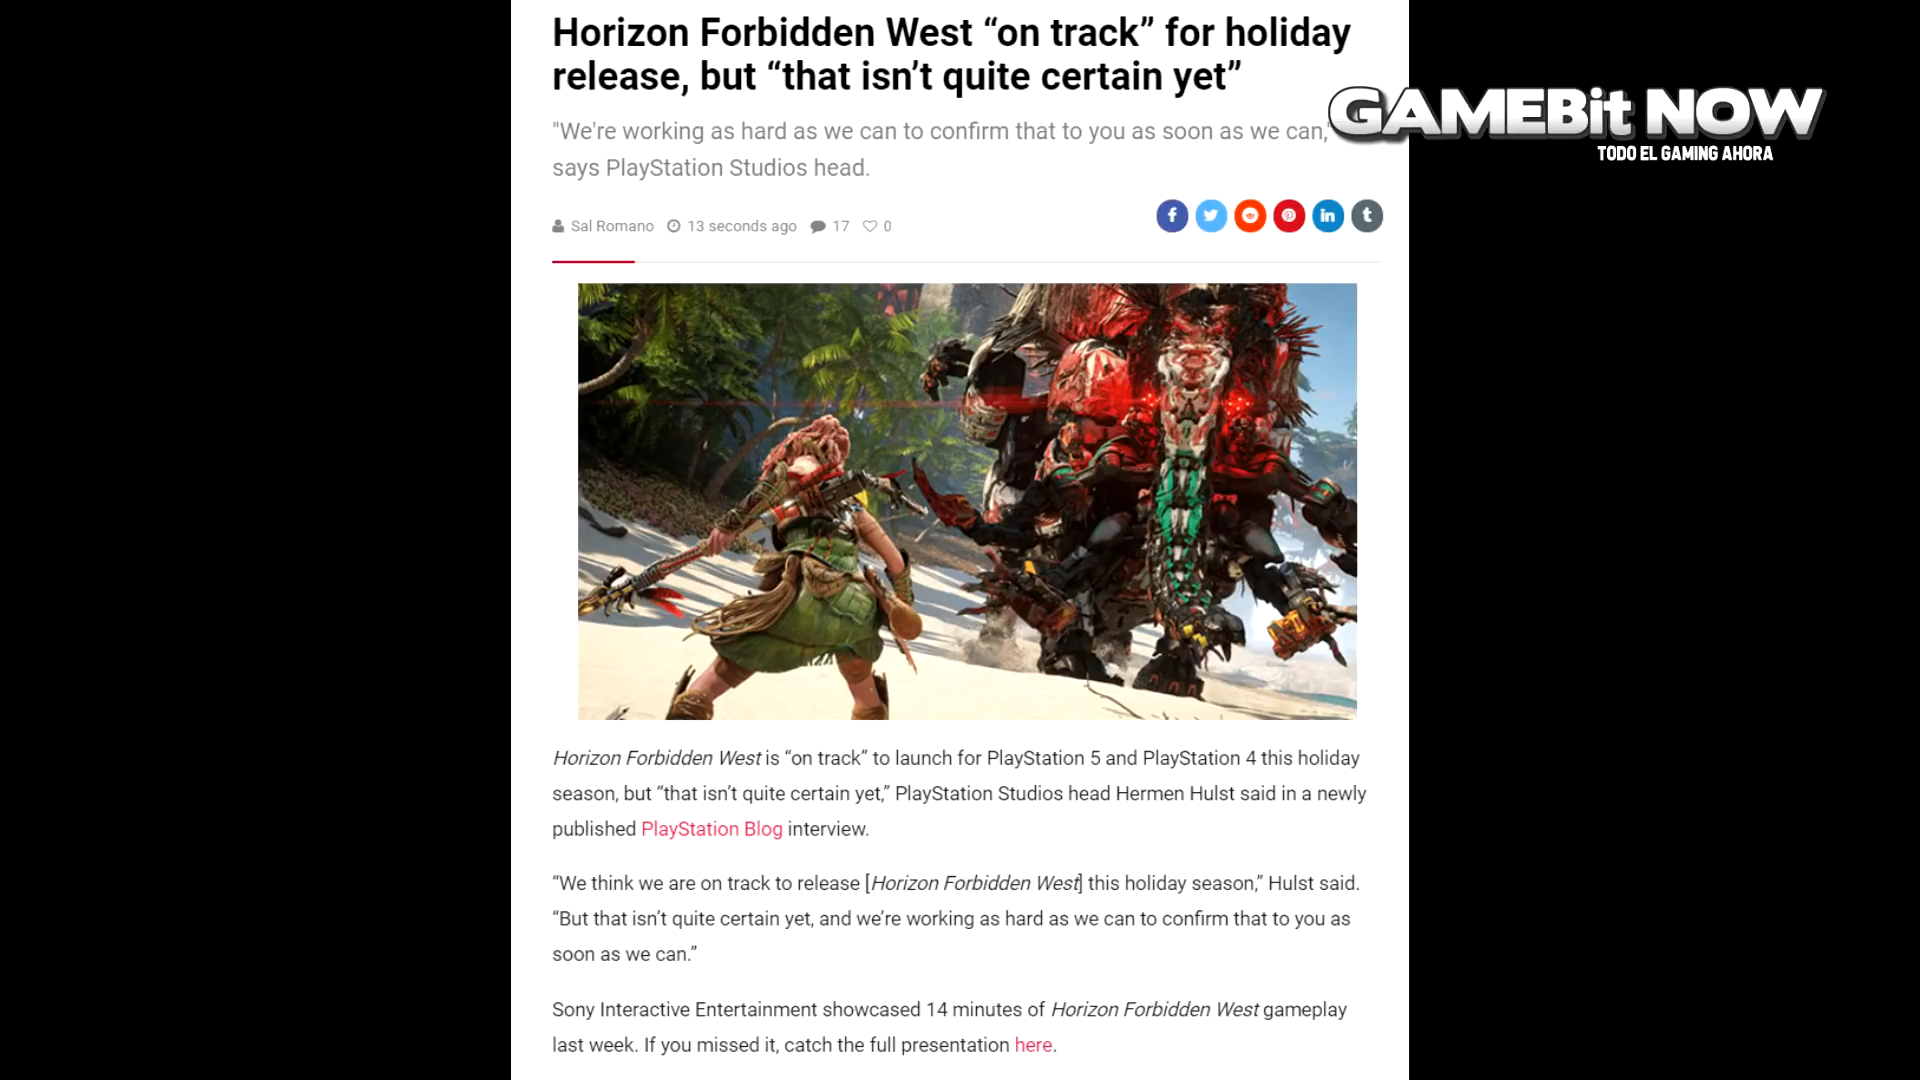 Horizon Forbidden West “on track” for holiday
release, but “that isn’t quite certain yet”
GAMEBit NOW
TODO EL GAMING AHORA
"We're working as hard as we can to confirm that to you as soon as we can,"
says PlayStation Studios head.
Sal Romano 13 seconds ago 17 0
Horizon Forbidden West is “on track” to launch for PlayStation 5 and PlayStation 4 this holiday
season, but “that isn’t quite certain yet,” PlayStation Studios head Hermen Hulst said in a newly
published PlayStation Blog interview.
“We think we are on track to release [Horizon Forbidden West] this holiday season,” Hulst said.
“But that isn’t quite certain yet, and we’re working as hard as we can to confirm that to you as
soon as we can.”
Sony Interactive Entertainment showcased 14 minutes of Horizon Forbidden West gameplay
last week. If you missed it, catch the full presentation here.